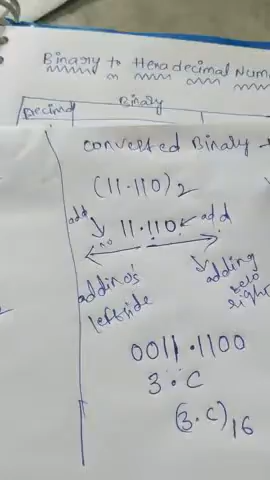 Binary to Hexadecimal Num
Decimal Binary
Converted Binary →
(11.110)2
add 11.110. ← add
adding
zero
right
leftside
0011.1100
3.C
(3.C)16